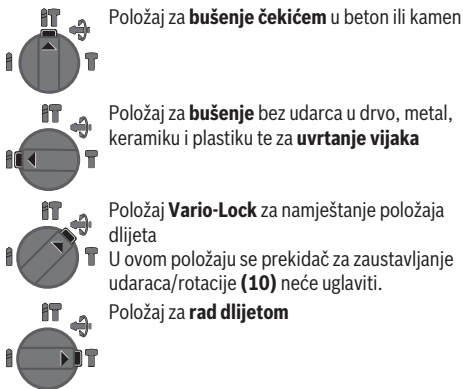 Položaj za bušenje čekićem u beton ili kamen
Položaj za bušenje bez udarca u drvo, metal,
keramiku i plastiku te za uvrtanje vijaka
Položaj Vario-Lock za namještanje položaja
dlijeta
U ovom položaju se prekidač za zaustavljanje
udaraca/rotacije (10) neće uglaviti.
Položaj za rad dlijetom